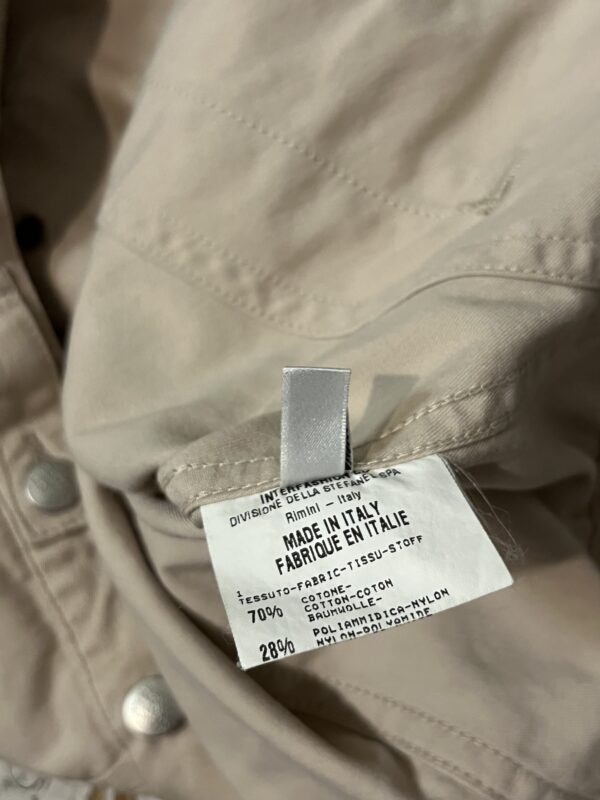 INTERFASHION
DIVISIONE DELLA STEFANEL SPA
Rimini - Italy
MADE IN ITALY
FABRIQUE EN ITALIE
1
TESSUTO-FABRIC-TISSU-STOFF
70% COTONE-
COTTON-COTON
BAUMWOLLE-
28% POLIAMMIDICA-NYLON
NYLON-POLYAMIDE